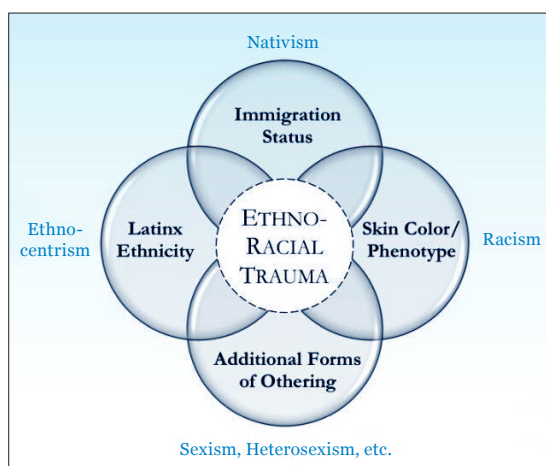 Nativism
Immigration
Status
Ethno-
centrism
Latinx
Ethnicity
ETHNO-
RACIAL
TRAUMA
Skin Color/
Phenotype
Racism
Additional Forms
of Othering
Sexism, Heterosexism, etc.